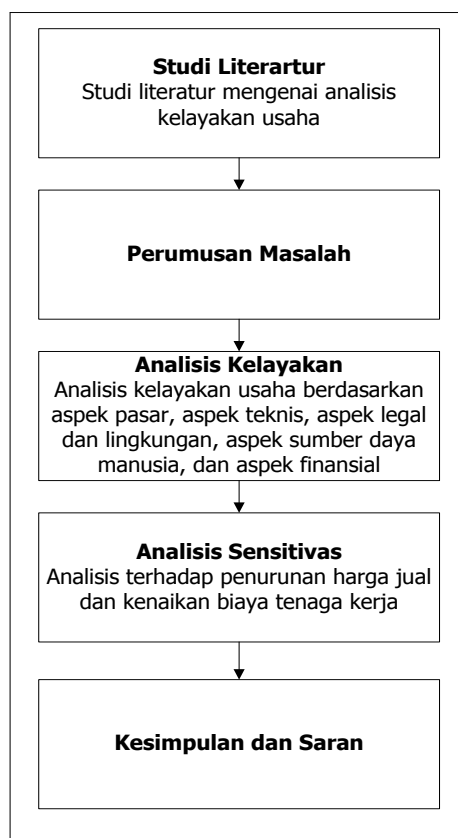 Studi Literartur
Studi literatur mengenai analisis
kelayakan usaha
Perumusan Masalah
Analisis Kelayakan
Analisis kelayakan usaha berdasarkan
aspek pasar, aspek teknis, aspek legal
dan lingkungan, aspek sumber daya
manusia, dan aspek finansial
Analisis Sensitivas
Analisis terhadap penurunan harga jual
dan kenaikan biaya tenaga kerja
Kesimpulan dan Saran